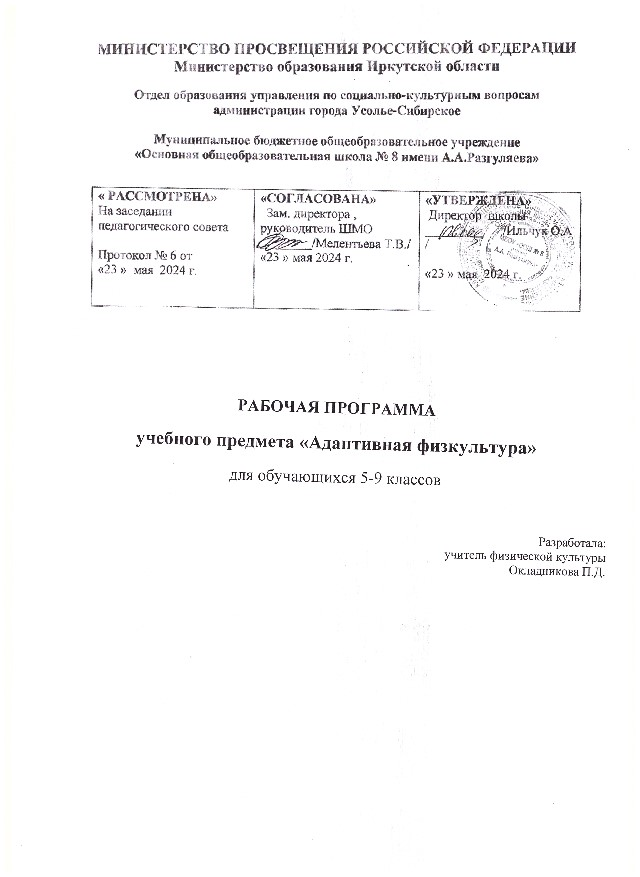 МИНИСТЕРСТВО ПРОСВЕЩЕНИЯ РОССИЙСКОЙ ФЕДЕРАЦИИ
Министерство образования Иркутской области
Отдел образования управления по социально-культурным вопросам
администрации города Усолье-Сибирское
Муниципальное бюджетное общеобразовательное учреждение
«Основная общеобразовательная школа № 8 имени А.А.Разгуляева»
« РАССМОТРЕНА»
На заседании
педагогического совета
Протокол № 6 от
«23 » мая 2024 г.
«СОГЛАСОВАНА»
Зам. директора ,
руководитель ШМО
/Мелентьева Т.В./
«23 » мая 2024 г.
«УТВЕРЖДЕНА»
Директор школы
/Ильчук О.А
/
«23 » мая 2024 г.
РАБОЧАЯ ПРОГРАММА
учебного предмета «Адаптивная физкультура»
для обучающихся 5-9 классов
Разработала:
учитель физической культуры
Окладникова П.Д.